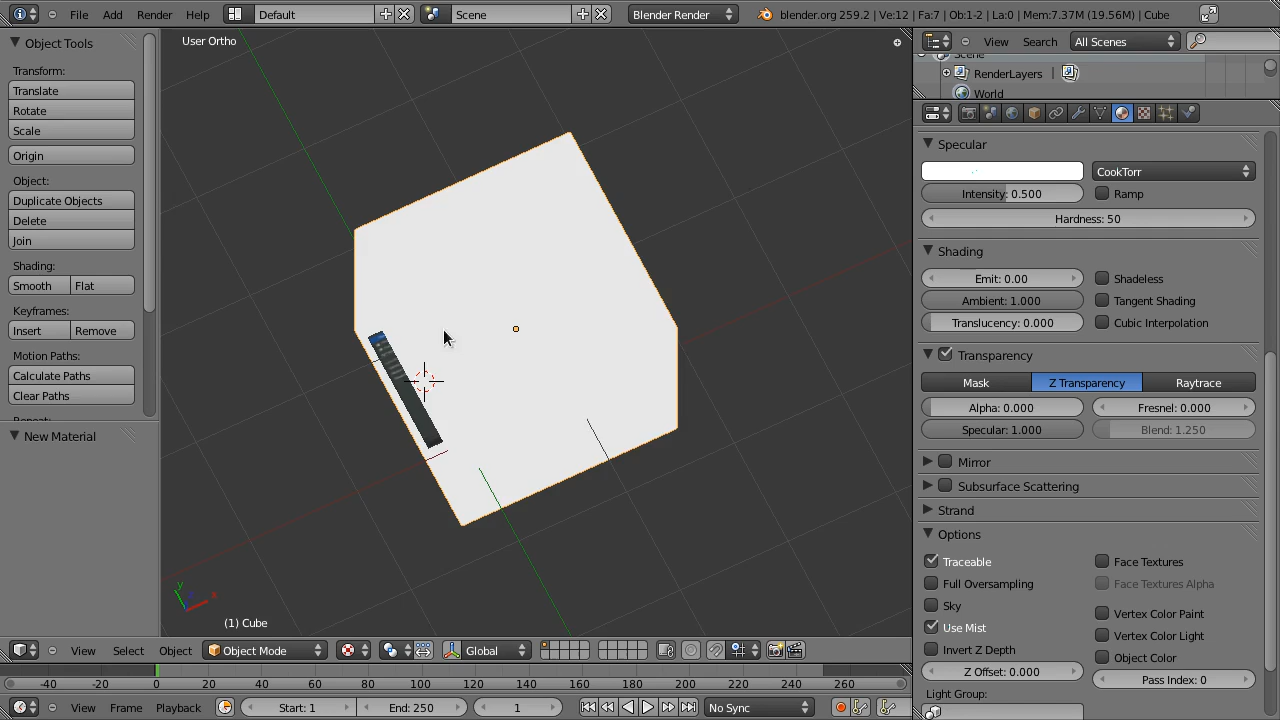 File Add Render Help Default Scene Blender Render blender.org 259.2 | Ve:12 | Fa:7 | Ob:1-2 | La:0 | Mem:7.37M (19.56M) | Cube
Object Tools
Transform:
Translate
Rotate
Scale
Origin
Object:
Duplicate Objects
Delete
Join
Shading:
Smooth Flat
Keyframes:
Insert Remove
Motion Paths:
Calculate Paths
Clear Paths
Repeat:
New Material
User Ortho
y x
(1) Cube
View Search All Scenes
Scene
RenderLayers |
World
Specular
CookTorr
Intensity: 0.500 Ramp
Hardness: 50
Shading
Emit: 0.00 Shadeless
Ambient: 1.000 Tangent Shading
Translucency: 0.000 Cubic Interpolation
Transparency
Mask Z Transparency Raytrace
Alpha: 0.000 Fresnel: 0.000
Specular: 1.000 Blend: 1.250
Mirror
Subsurface Scattering
Strand
Options
Traceable Face Textures
Full Oversampling Face Textures Alpha
Sky Vertex Color Paint
Use Mist Vertex Color Light
Invert Z Depth Object Color
Z Offset: 0.000 Pass Index: 0
Light Group:
View Select Object Object Mode Global
-40 -20 0 20 40 60 80 100 120 140 160 180 200 220 240 260
View Frame Playback Start: 1 End: 250 1 No Sync